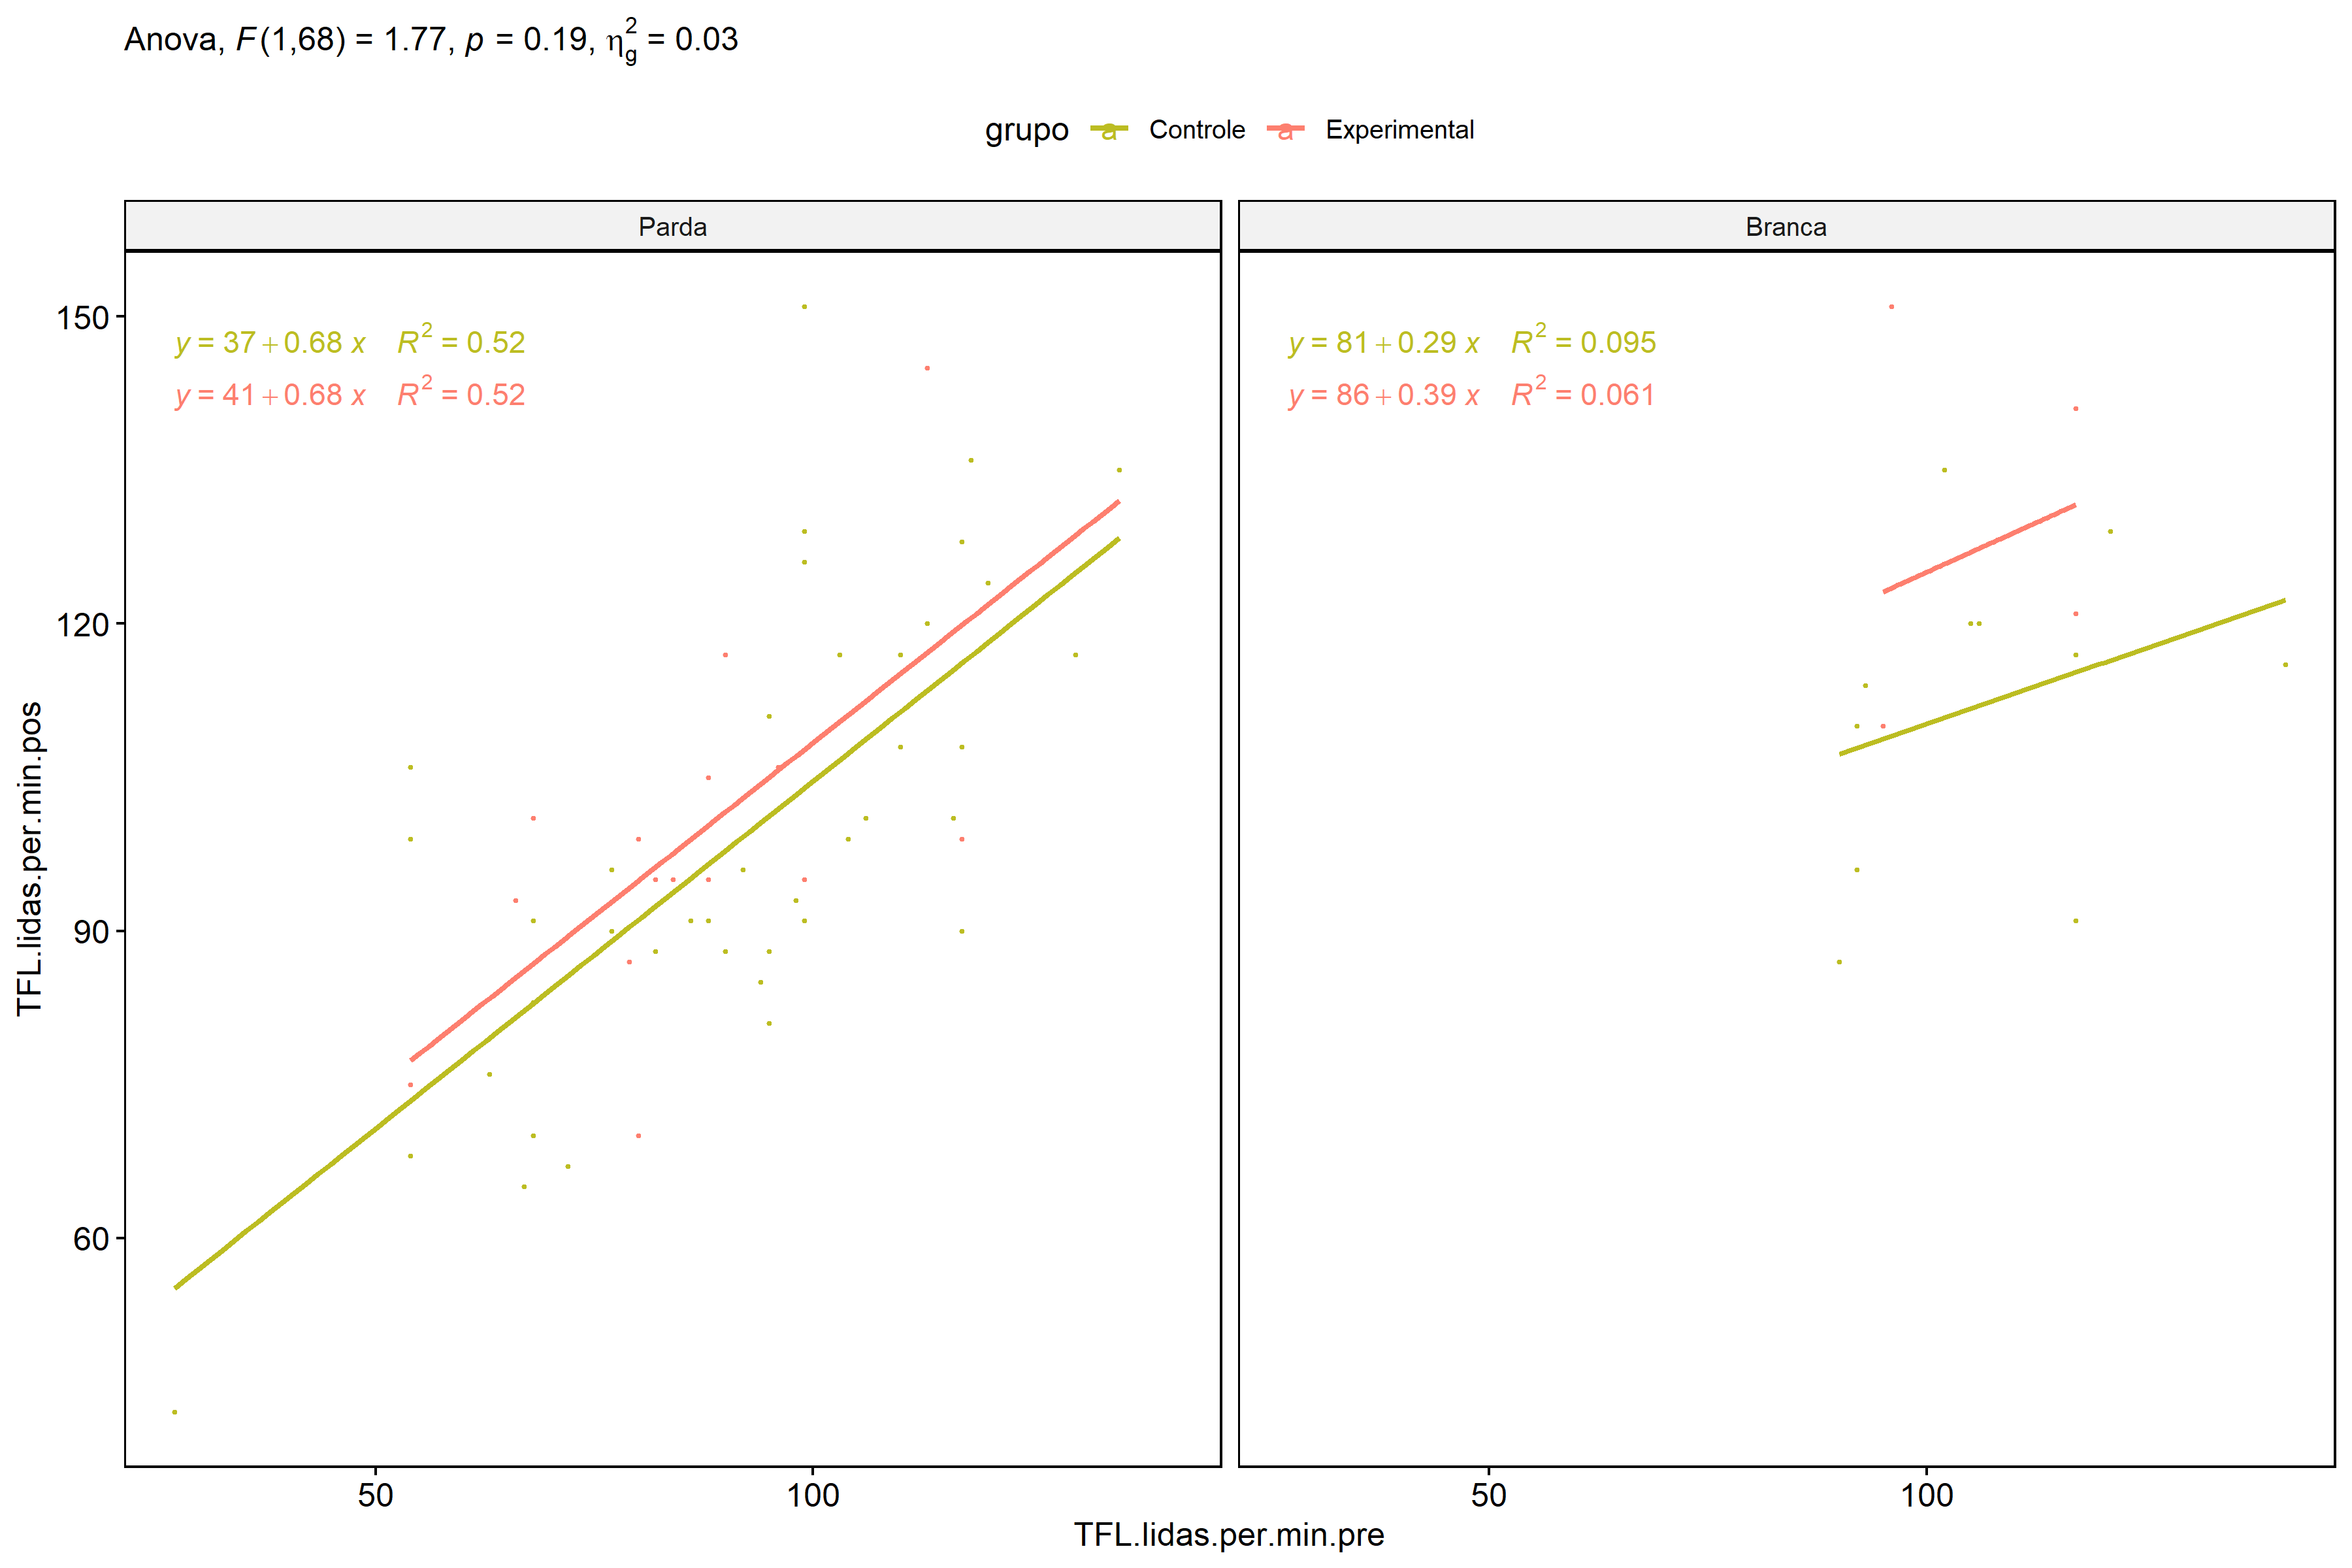 Anova, F(1,68) = 1.77, p = 0.19, η²g = 0.03
grupo a Controle a Experimental
Parda
Branca
y = 37 + 0.68 x R² = 0.52
y = 41 + 0.68 x R² = 0.52
y = 81 + 0.29 x R² = 0.095
y = 86 + 0.39 x R² = 0.061
150
120
90
60
TFL.lidas.per.min.pos
50
100
50
100
TFL.lidas.per.min.pre